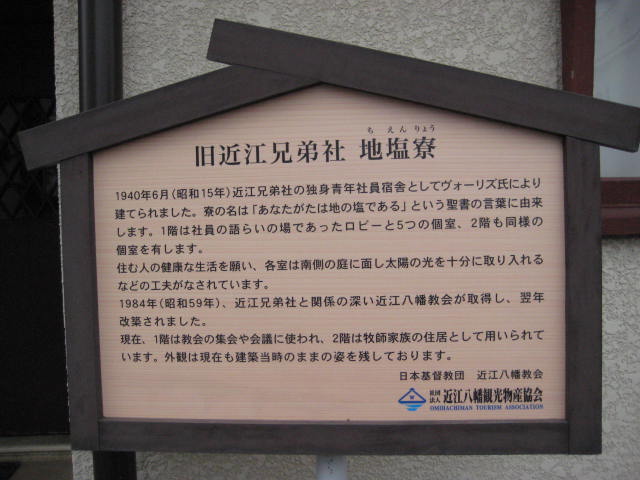 ちえんりょう
旧近江兄弟社 地塩寮
1940年6月(昭和15年)近江兄弟社の独身青年社員宿舎としてヴォーリズ氏により
建てられました。寮の名は「あなたがたは地の塩である」という聖書の言葉に由来
します。1階は社員の語らいの場であったロビーと5つの個室、2階も同様の
個室を有します。
住む人の健康な生活を願い、各室は南側の庭に面し太陽の光を十分に取り入れる
などの工夫がなされています。
1984年(昭和59年)、近江兄弟社と関係の深い近江八幡教会が取得し、翌年
改築されました。
現在、1階は教会の集会や会議に使われ、2階は牧師家族の住居として用いられて
います。外観は現在も建築当時のままの姿を残しております。
日本基督教団 近江八幡教会
社団法人 近江八幡観光物産協会
OMIHACHIMAN TOURISM ASSOCIATION